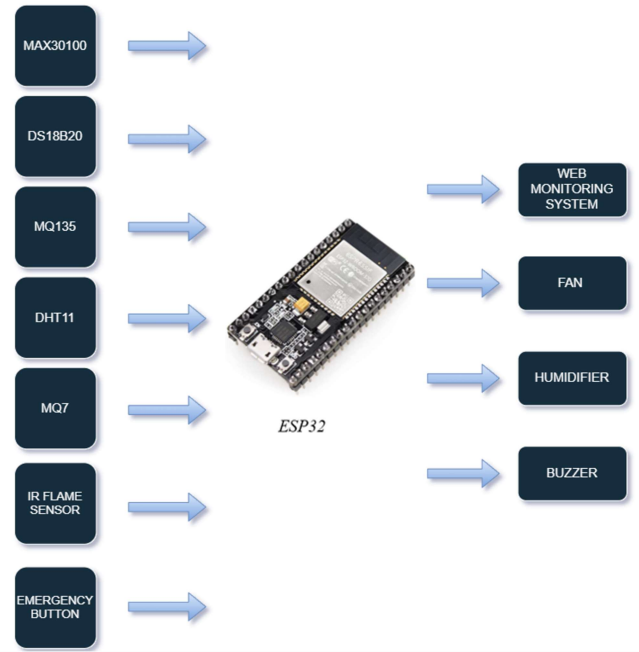 MAX30100
DS18B20
MQ135
DHT11
MQ7
IR FLAME
SENSOR
EMERGENCY
BUTTON
ESP32
WEB
MONITORING
SYSTEM
FAN
HUMIDIFIER
BUZZER